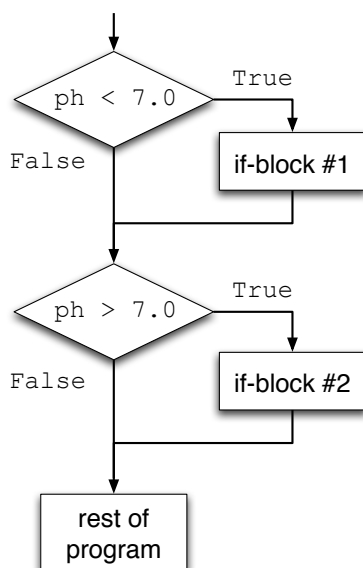 ph < 7.0
True
False
if-block #1
ph > 7.0
True
False
if-block #2
rest of
program